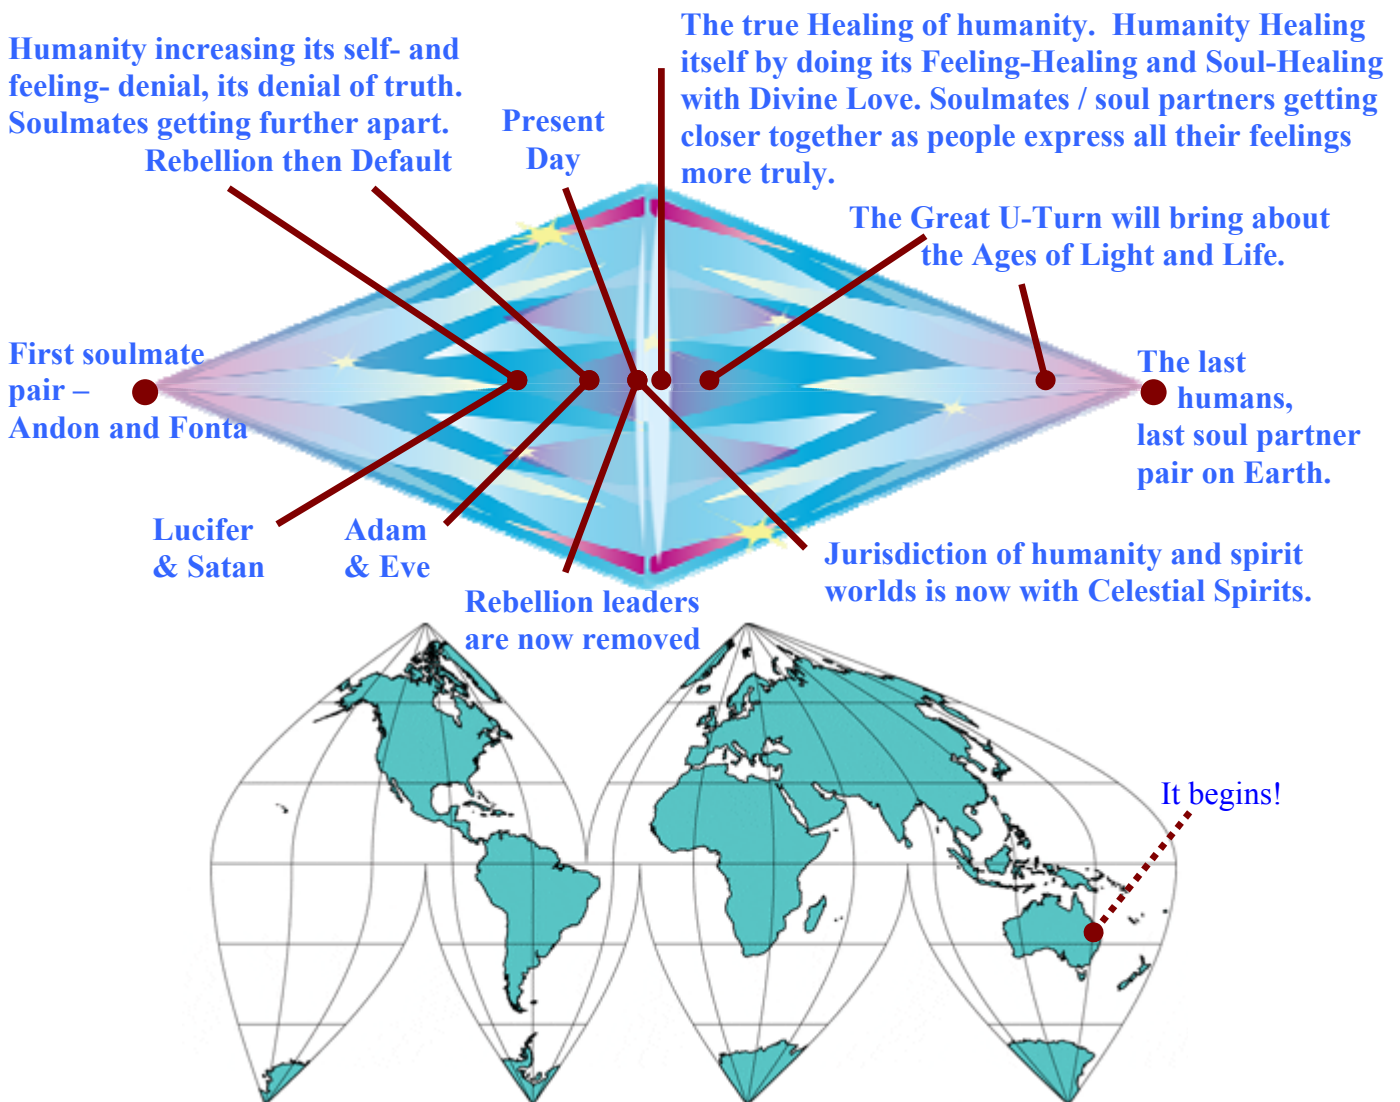 Humanity increasing its self- and
feeling- denial, its denial of truth.
Soulmates getting further apart.
Rebellion then Default
Present
Day
The true Healing of humanity.  Humanity Healing
itself by doing its Feeling-Healing and Soul-Healing
with Divine Love. Soulmates / soul partners getting
closer together as people express all their feelings
more truly.
The Great U-Turn will bring about
the Ages of Light and Life.
First soulmate
pair –
Andon and Fonta
The last
humans,
last soul partner
pair on Earth.
Lucifer
& Satan
Adam
& Eve
Rebellion leaders
are now removed
Jurisdiction of humanity and spirit
worlds is now with Celestial Spirits.
It begins!